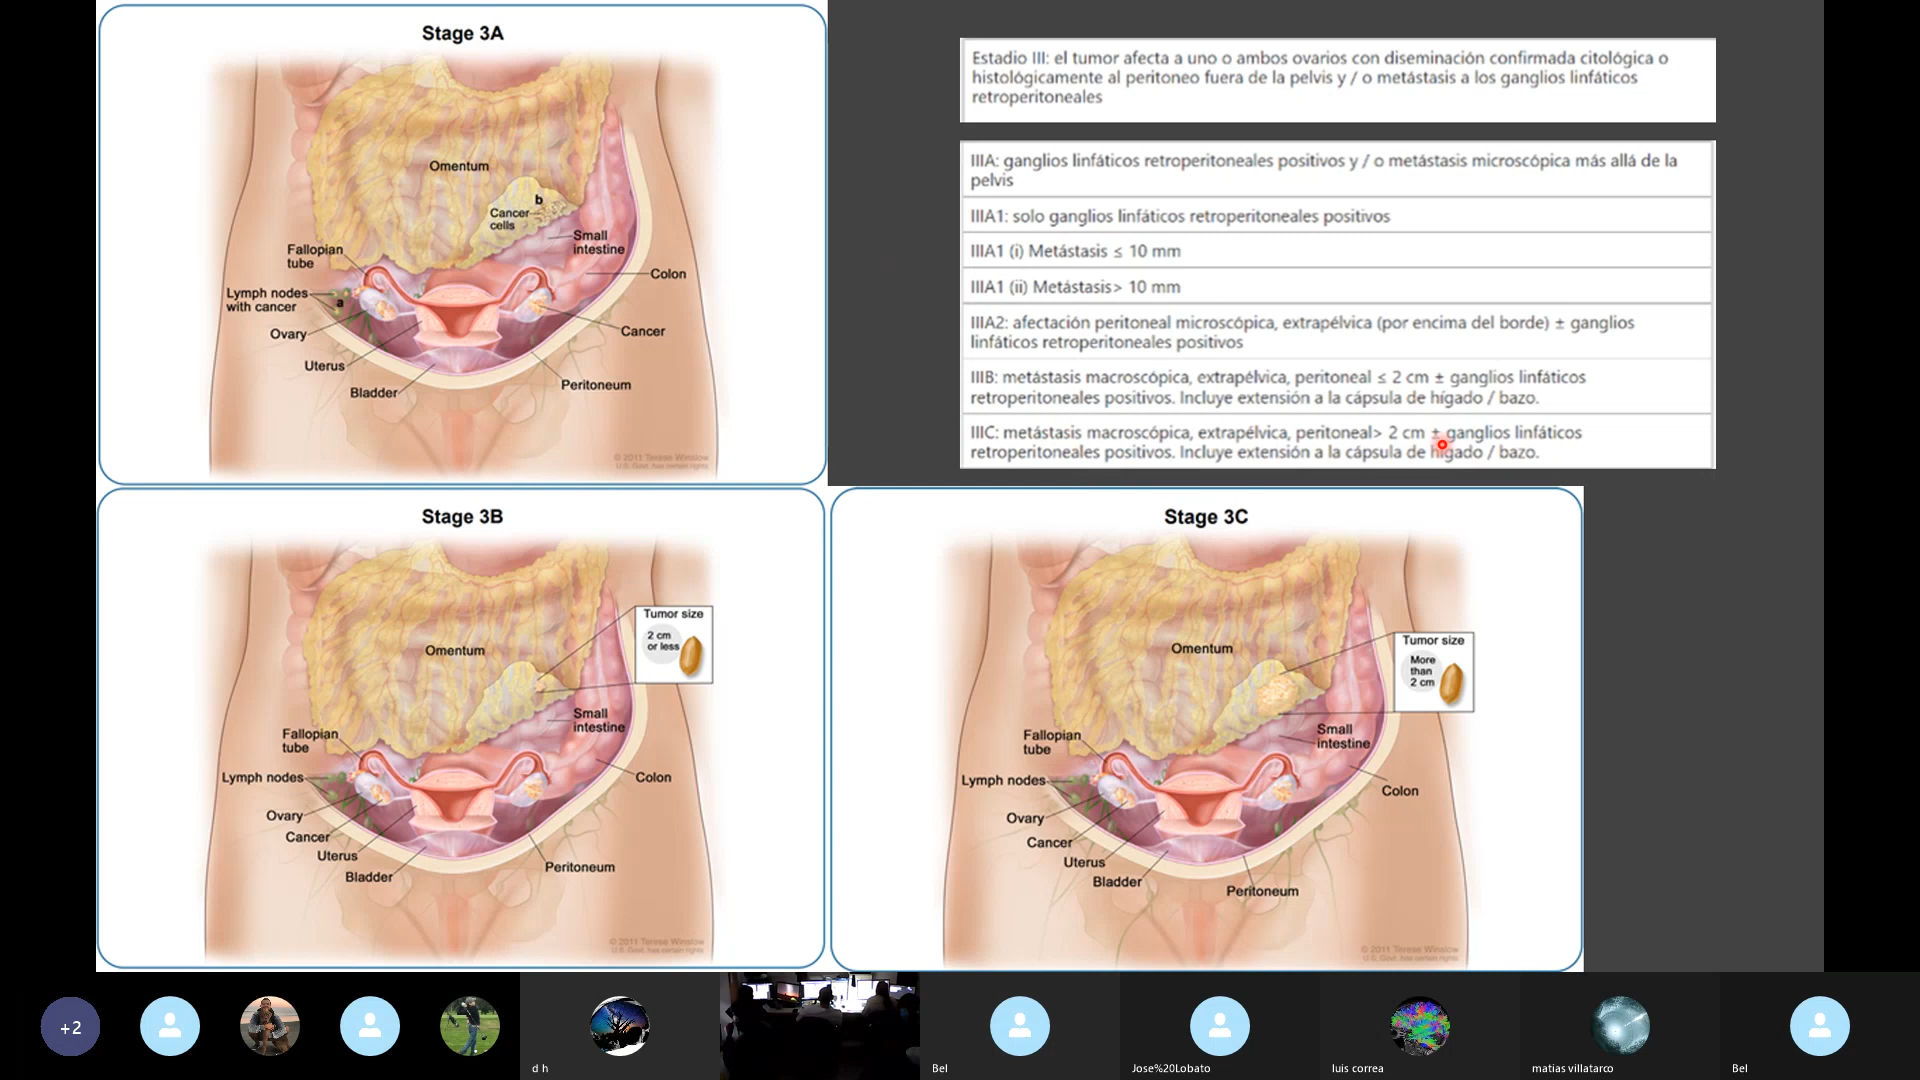 Stage 3A
Omentum
b
Cancer
cells
Small
intestine
Fallopian
tube
Colon
Lymph nodes
with cancer
a
Ovary
Cancer
Uterus
Bladder
Peritoneum
© 2011 Terese Winslow
U.S. Govt. has certain rights
Estadio III: el tumor afecta a uno o ambos ovarios con diseminación confirmada citológica o
histológicamente al peritoneo fuera de la pelvis y / o metástasis a los ganglios linfáticos
retroperitoneales
IIIA: ganglios linfáticos retroperitoneales positivos y / o metástasis microscópica más allá de la
pelvis
IIIA1: solo ganglios linfáticos retroperitoneales positivos
IIIA1 (i) Metástasis ≤ 10 mm
IIIA1 (ii) Metástasis> 10 mm
IIIA2: afectación peritoneal microscópica, extrapélvica (por encima del borde) ± ganglios
linfáticos retroperitoneales positivos
IIIB: metástasis macroscópica, extrapélvica, peritoneal ≤ 2 cm ± ganglios linfáticos
retroperitoneales positivos. Incluye extensión a la cápsula de hígado / bazo.
IIIC: metástasis macroscópica, extrapélvica, peritoneal> 2 cm ± ganglios linfáticos
retroperitoneales positivos. Incluye extensión a la cápsula de hígado / bazo.
Stage 3B
Tumor size
2 cm
or less
Omentum
Small
intestine
Fallopian
tube
Lymph nodes
Colon
Ovary
Cancer
Uterus
Bladder
Peritoneum
© 2011 Terese Winslow
U.S. Govt. has certain rights
Stage 3C
Tumor size
More
than
2 cm
Omentum
Small
intestine
Fallopian
tube
Lymph nodes
Colon
Ovary
Cancer
Uterus
Bladder
Peritoneum
© 2011 Terese Winslow
U.S. Govt. has certain rights
+2
d h
Bel
Jose%20Lobato
luis correa
matias villatarco
Bel